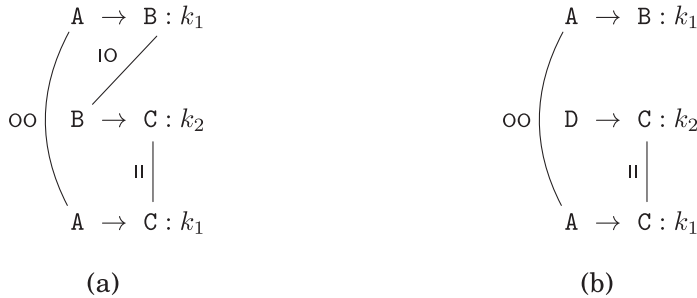 A → B : k₁ A → B : k₁
IO
OO B → C : k₂ OO D → C : k₂
II II
A → C : k₁ A → C : k₁
(a) (b)